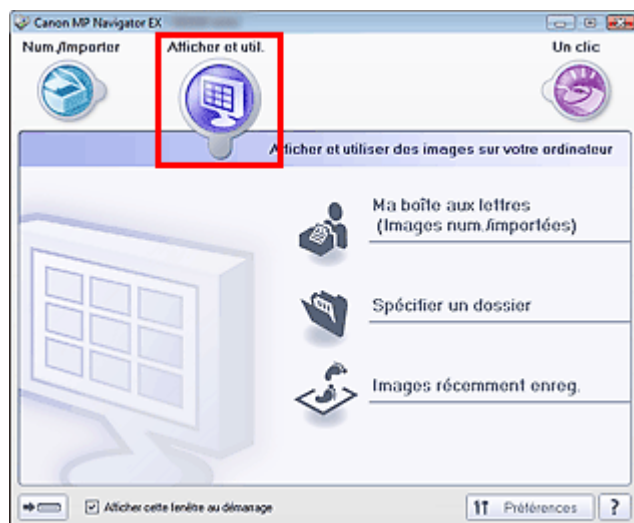 Canon MP Navigator EX
Num./Importer
Afficher et util.
Un clic
Afficher et utiliser des images sur votre ordinateur
Ma boîte aux lettres
(Images num./importées)
Spécifier un dossier
Images récemment enreg.
Afficher cette fenêtre au démarrage
Préférences
?